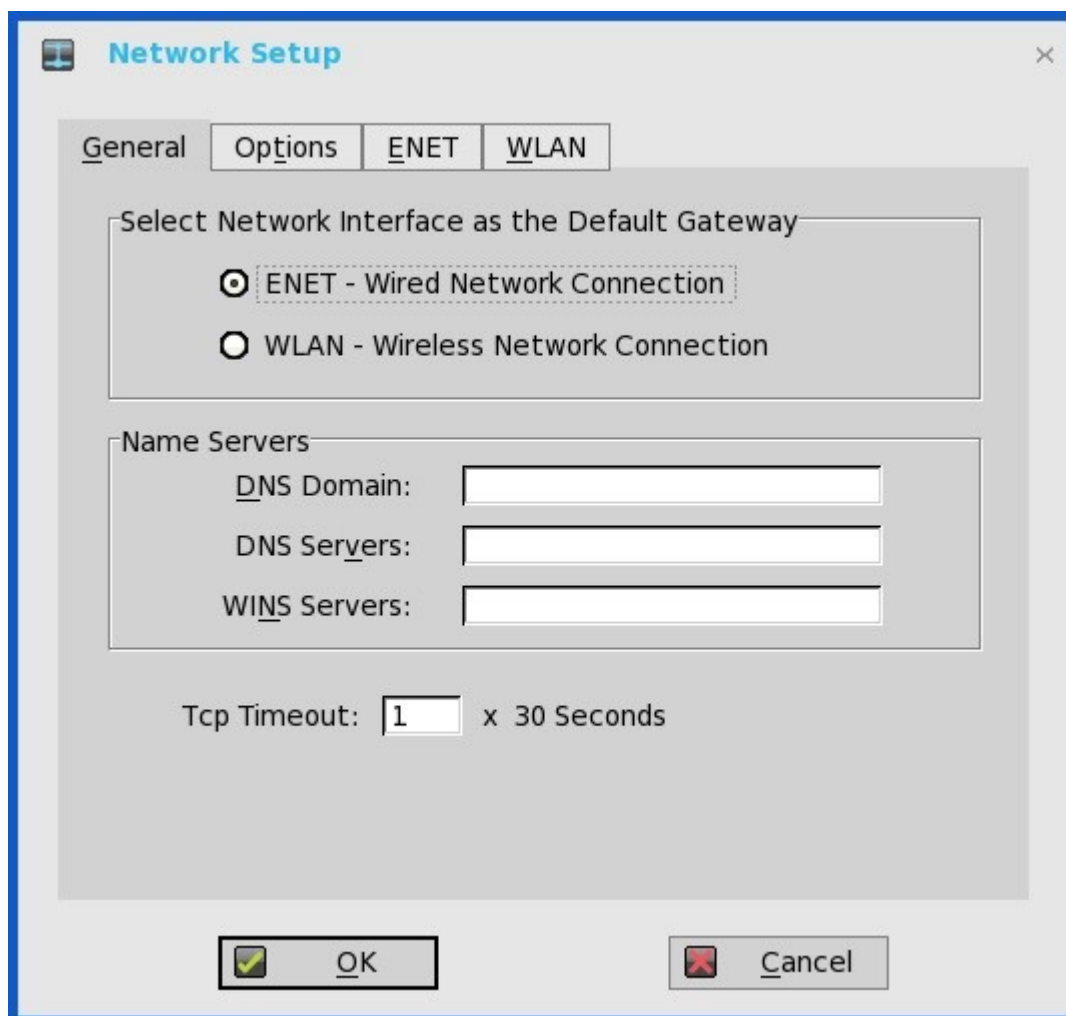 Network Setup
General Options ENET WLAN
Select Network Interface as the Default Gateway
ENET - Wired Network Connection
WLAN - Wireless Network Connection
Name Servers
DNS Domain:
DNS Servers:
WINS Servers:
Tcp Timeout: 1 x 30 Seconds
OK Cancel